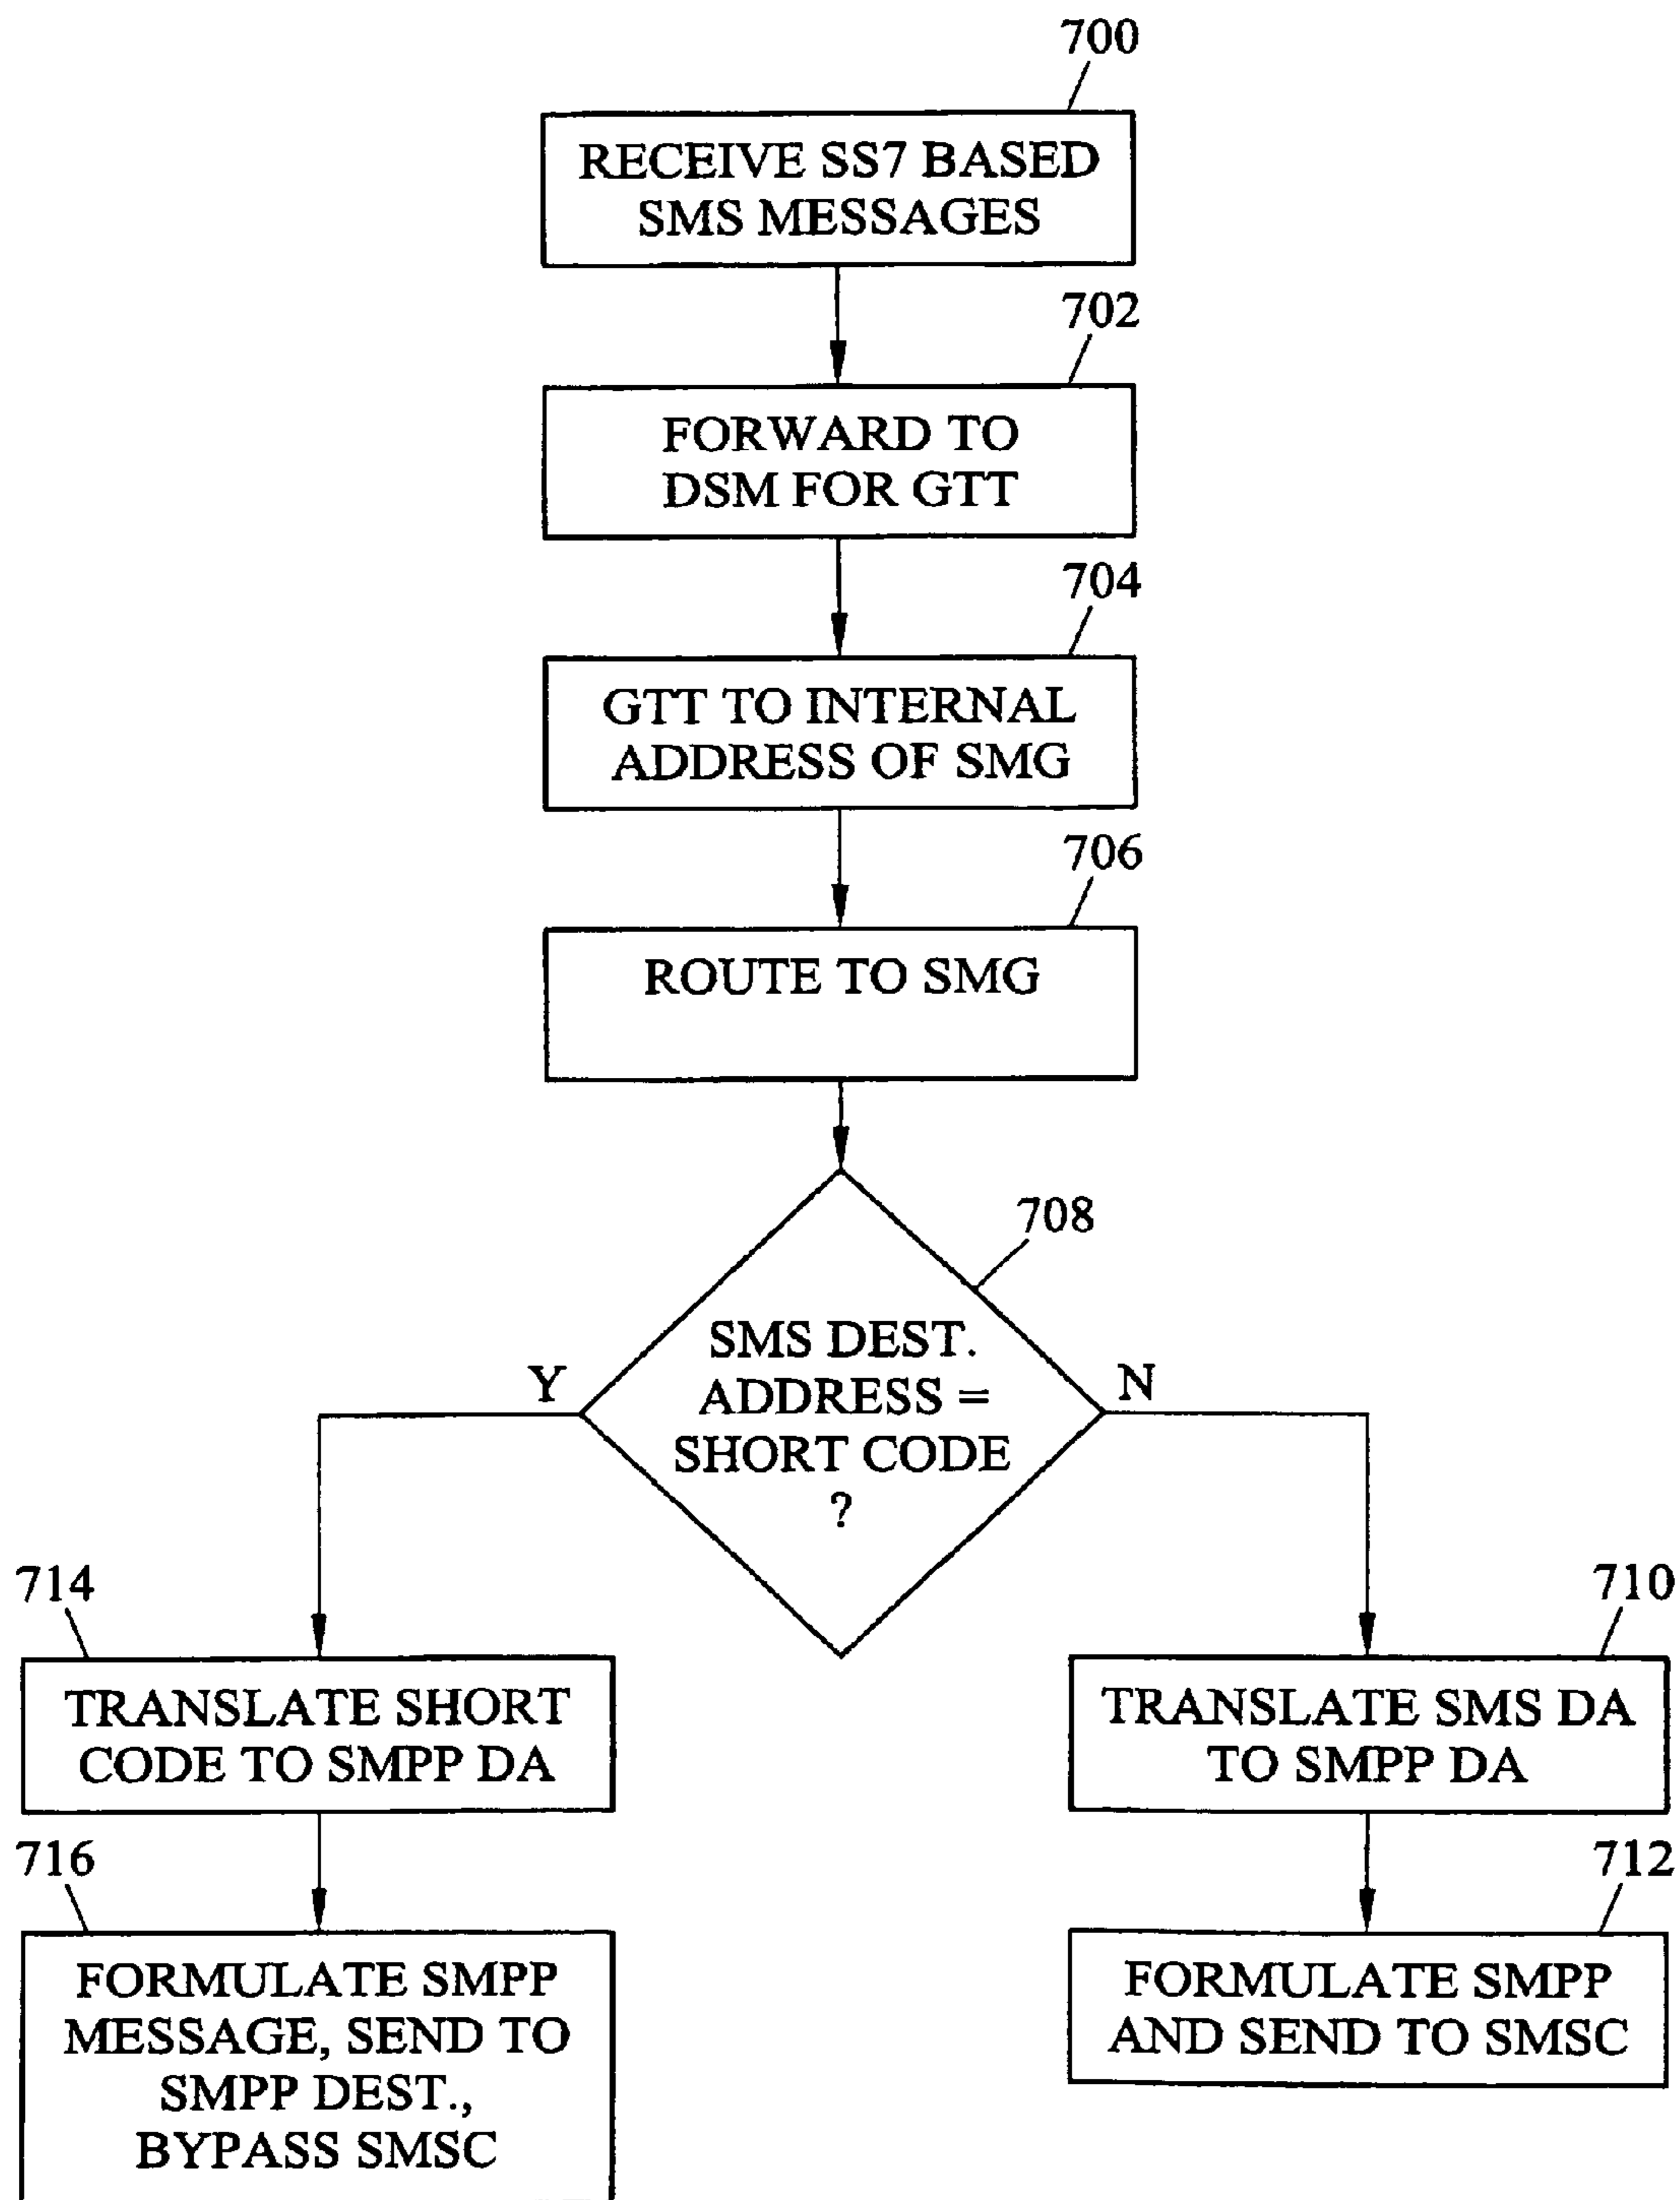 700
RECEIVE SS7 BASED
SMS MESSAGES
702
FORWARD TO
DSM FOR GTT
704
GTT TO INTERNAL
ADDRESS OF SMG
706
ROUTE TO SMG
708
SMS DEST.
ADDRESS =
SHORT CODE
?
Y
N
714
TRANSLATE SHORT
CODE TO SMPP DA
716
FORMULATE SMPP
MESSAGE, SEND TO
SMPP DEST.,
BYPASS SMSC
710
TRANSLATE SMS DA
TO SMPP DA
712
FORMULATE SMPP
AND SEND TO SMSC